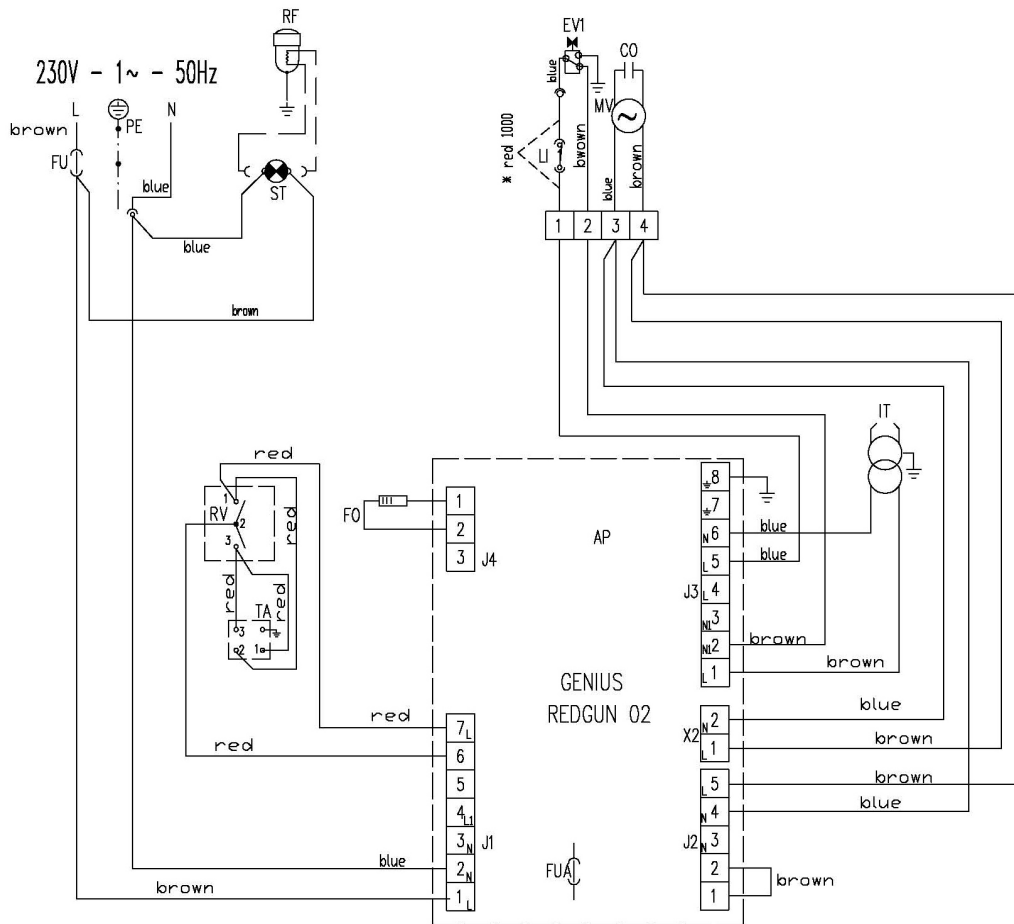 RF
230V - 1~ - 50Hz
L
PE
N
brown
FU
blue
ST
blue
brown
EV1
CO
blue
MV
* red 1000
LI
bwown
blue
brown
1 2 3 4
IT
red
RV
1
2
3
red
red
red
TA
3
2
1
FO
1
2
3
J4
AP
8
7
N 6
L 5
L 4
N1 3
N1 2
L 1
J3
blue
blue
brown
brown
GENIUS
REDGUN 02
X2
N 2
L 1
blue
brown
L 5
N 4
N 3
2
1
J2
brown
blue
brown
red
red
7 L
6
5
4 L1
3 N
2 N
1 L
J1
blue
brown
FUA